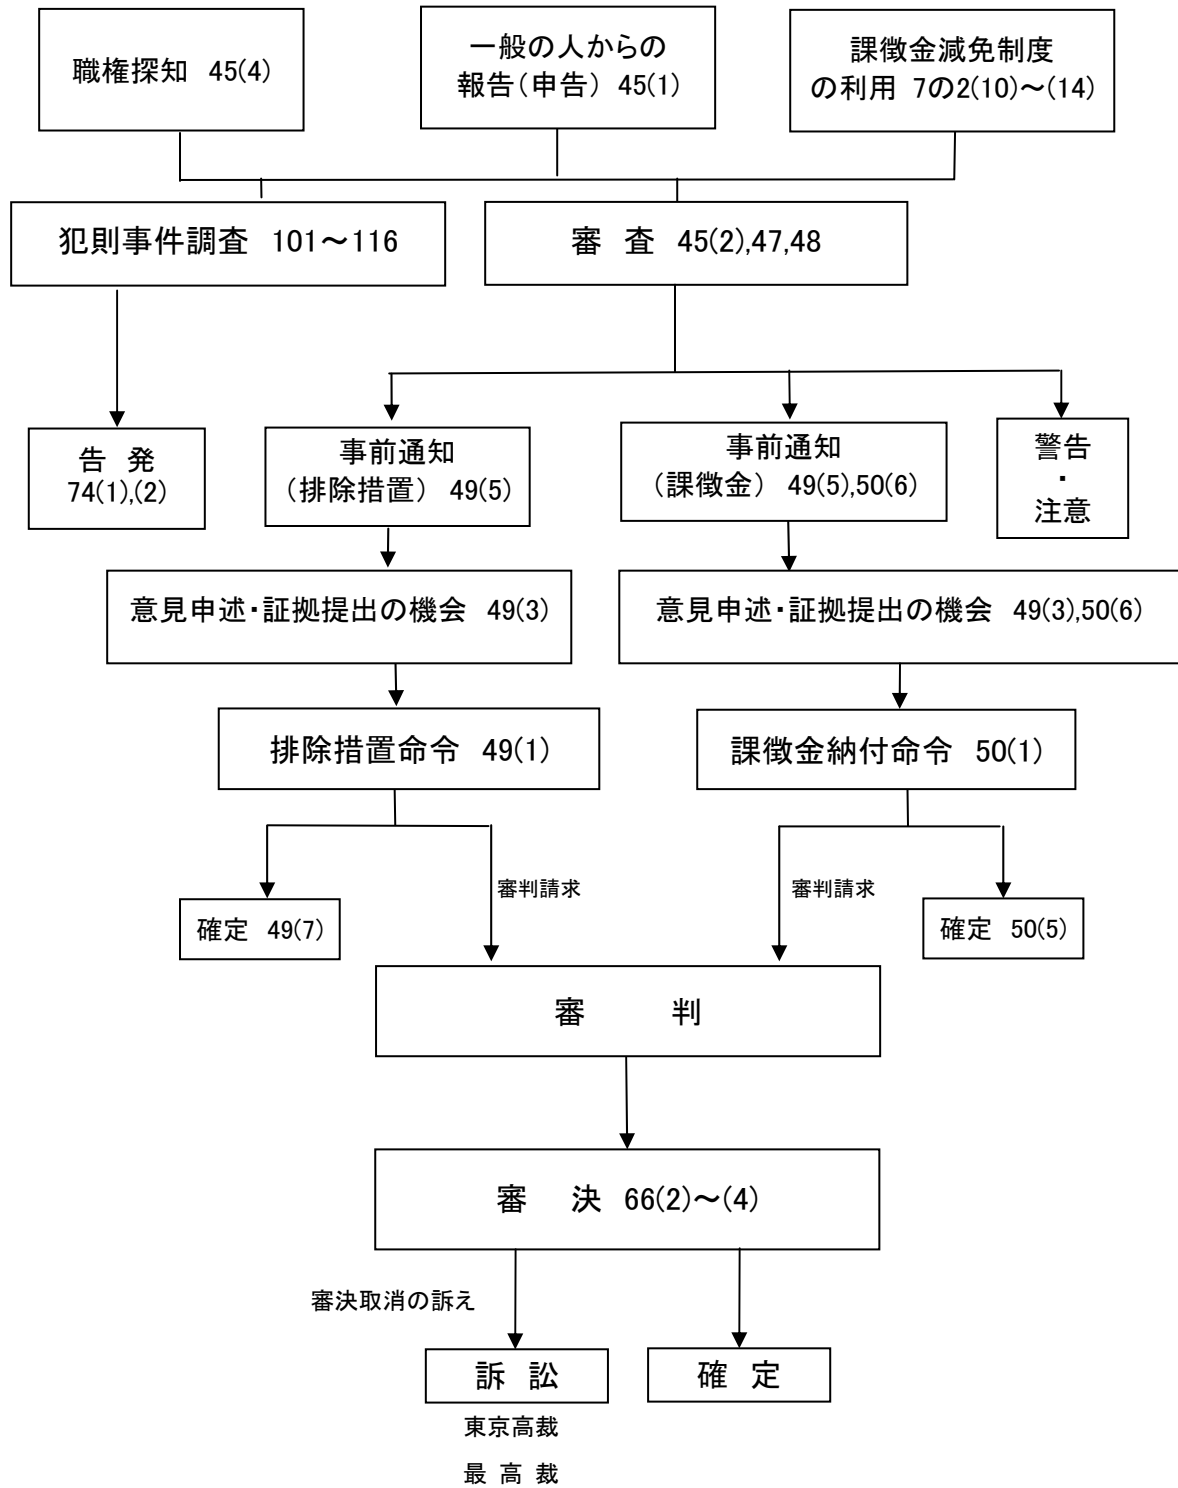 職権探知 45(4)
一般の人からの
報告(申告) 45(1)
課徴金減免制度
の利用 7の2(10)～(14)
犯則事件調査 101～116
審 査 45(2),47,48
告 発
74(1),(2)
事前通知
(排除措置) 49(5)
事前通知
(課徴金) 49(5),50(6)
警告
・
注意
意見申述・証拠提出の機会 49(3)
意見申述・証拠提出の機会 49(3),50(6)
排除措置命令 49(1)
課徴金納付命令 50(1)
審判請求
審判請求
確定 49(7)
確定 50(5)
審 判
審 決 66(2)～(4)
審決取消の訴え
訴 訟
確 定
東京高裁
最 高 裁